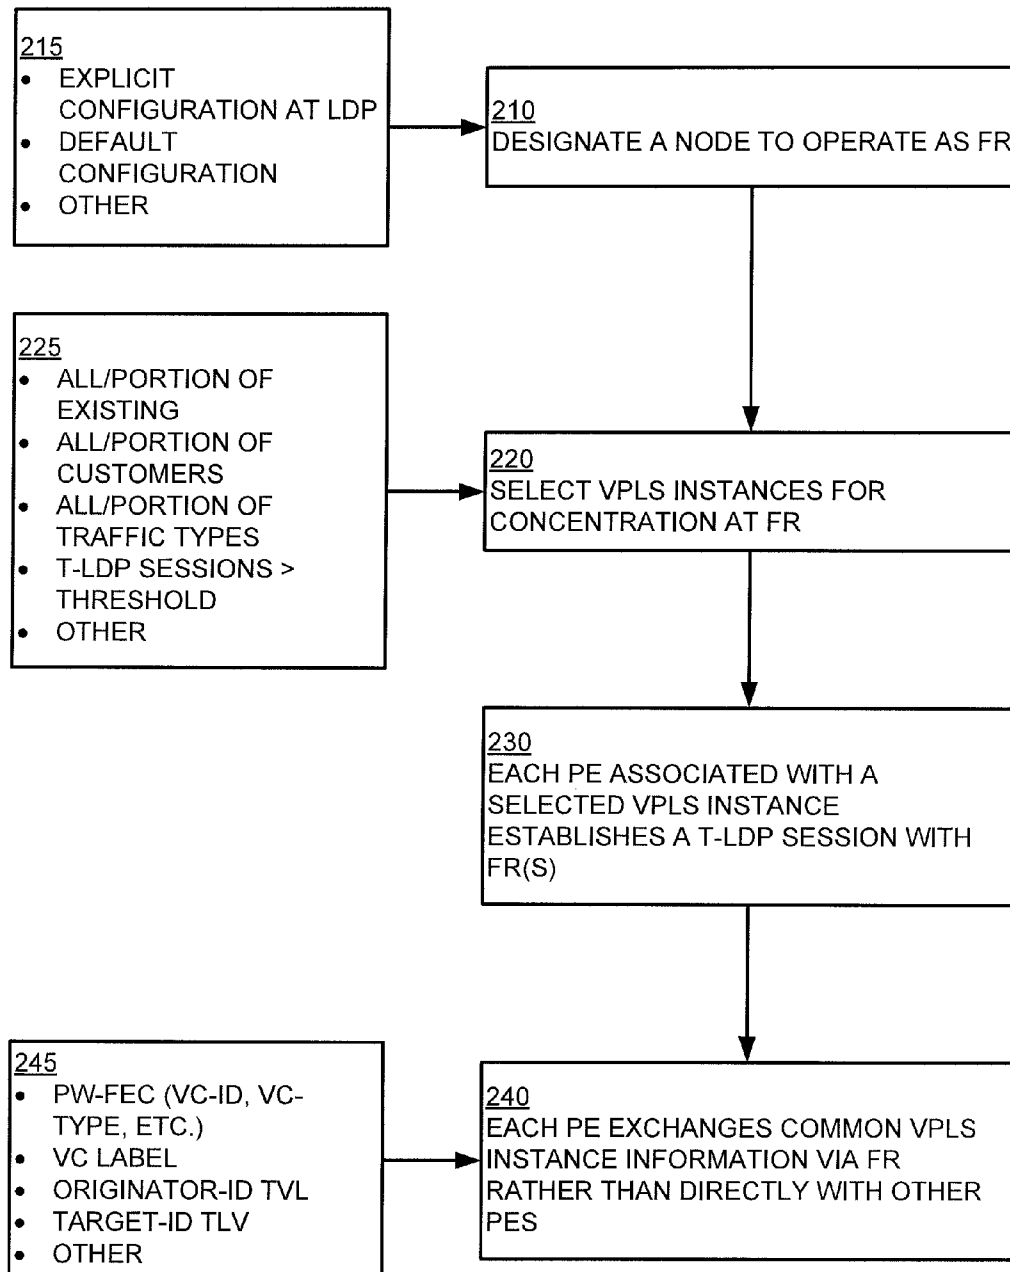 215
• EXPLICIT
CONFIGURATION AT LDP
• DEFAULT
CONFIGURATION
• OTHER
210
DESIGNATE A NODE TO OPERATE AS FR
225
• ALL/PORTION OF
EXISTING
• ALL/PORTION OF
CUSTOMERS
• ALL/PORTION OF
TRAFFIC TYPES
• T-LDP SESSIONS >
THRESHOLD
• OTHER
220
SELECT VPLS INSTANCES FOR
CONCENTRATION AT FR
230
EACH PE ASSOCIATED WITH A
SELECTED VPLS INSTANCE
ESTABLISHES A T-LDP SESSION WITH
FR(S)
245
• PW-FEC (VC-ID, VC-
TYPE, ETC.)
• VC LABEL
• ORIGINATOR-ID TVL
• TARGET-ID TLV
• OTHER
240
EACH PE EXCHANGES COMMON VPLS
INSTANCE INFORMATION VIA FR
RATHER THAN DIRECTLY WITH OTHER
PES